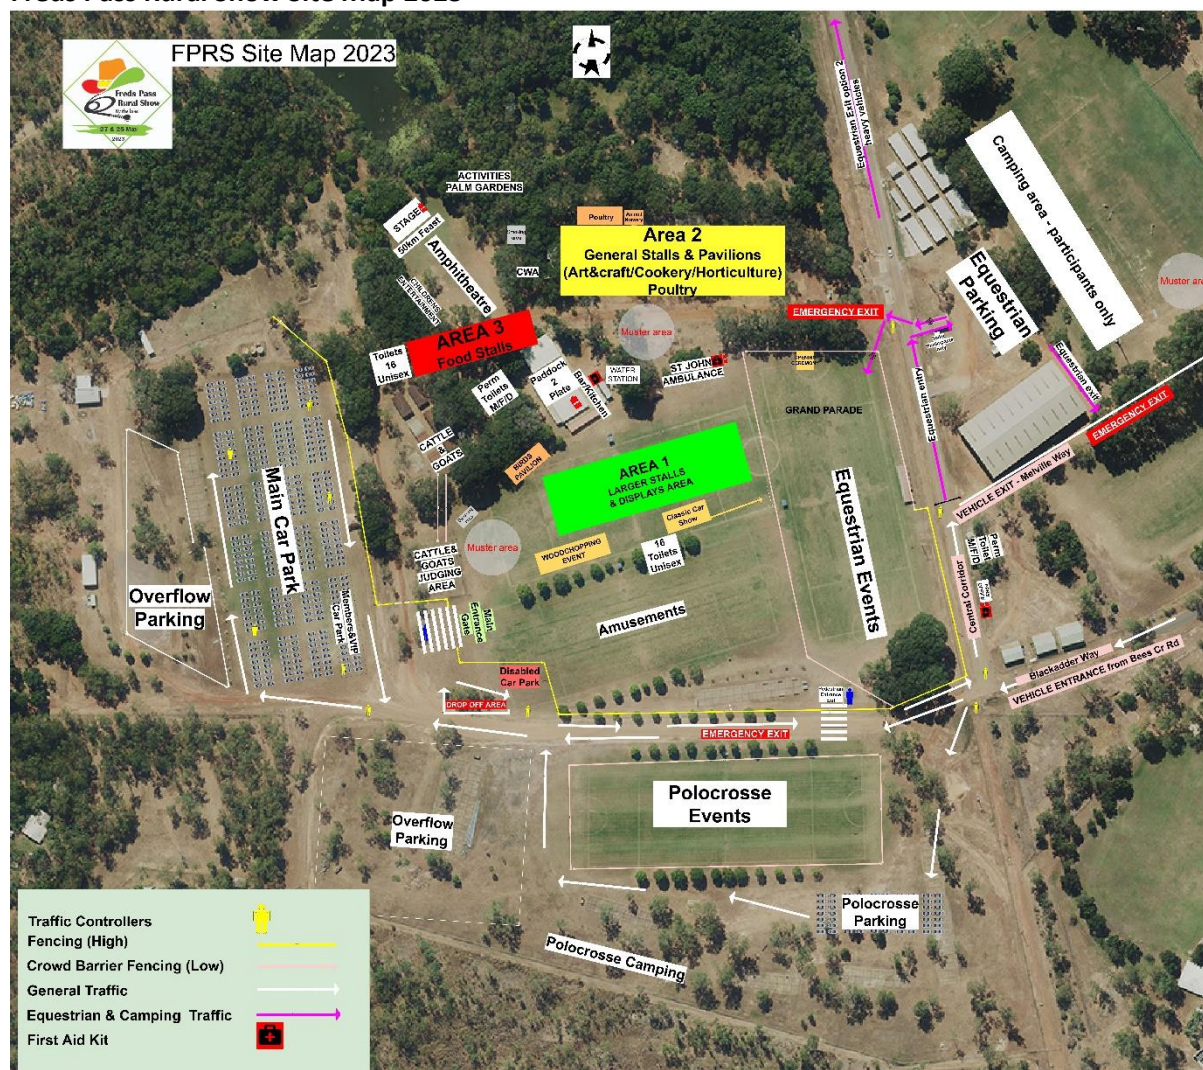 FPRS Site Map 2023
Freds Pass
Rural Show
27 & 28 May
2023
Equestrian Exit option 2
heavy vehicles
Camping area - participants only
ACTIVITIES
PALM GARDENS
STAGE
50km Feast
Amphitheatre
CHILDRENS
ENTERTAINMENT
Poultry
Animal
Nursery
CWA
Area 2
General Stalls & Pavilions
(Art&craft/Cookery/Horticulture)
Poultry
Equestrian
Parking
Muster area
EMERGENCY EXIT
Muster area
AREA 3
Food Stalls
Toilets
16
Unisex
Perm
Toilets
M/F/D
Paddock
2
Plate
Bar/Kitchen
WATER
STATION
ST JOHN
AMBULANCE
OPENING
CEREMONY
GRAND PARADE
Equestrian entry
Equestrian exit
EMERGENCY EXIT
VEHICLE EXIT - Melville Way
CATTLE
&
GOATS
BIRDS
PAVILION
AREA 1
LARGER STALLS
& DISPLAYS AREA
Main Car Park
Overflow
Parking
Members&VIP
Car Park
Muster area
CATTLE&
GOATS
JUDGING
AREA
WOODCHOPPING
EVENT
Classic Car
Show
16
Toilets
Unisex
Equestrian Events
Perm
Toilet
M/F/D
Central Corridor
Main
Entrance
Gate
Amusements
Disabled
Car Park
DROP OFF AREA
Blackadder Way
VEHICLE ENTRANCE from Bees Cr Rd
EMERGENCY EXIT
Polocrosse
Events
Overflow
Parking
Polocrosse
Parking
Polocrosse Camping
Traffic Controllers
Fencing (High)
Crowd Barrier Fencing (Low)
General Traffic
Equestrian & Camping Traffic
First Aid Kit